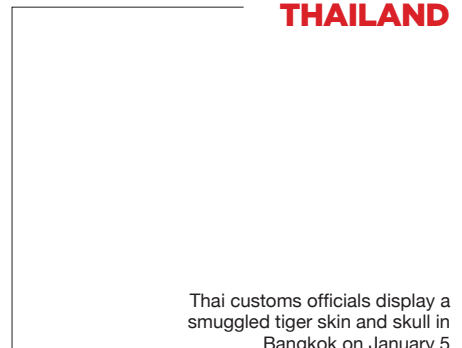 THAILAND
Thai customs officials display a
smuggled tiger skin and skull in
Bangkok on January 5